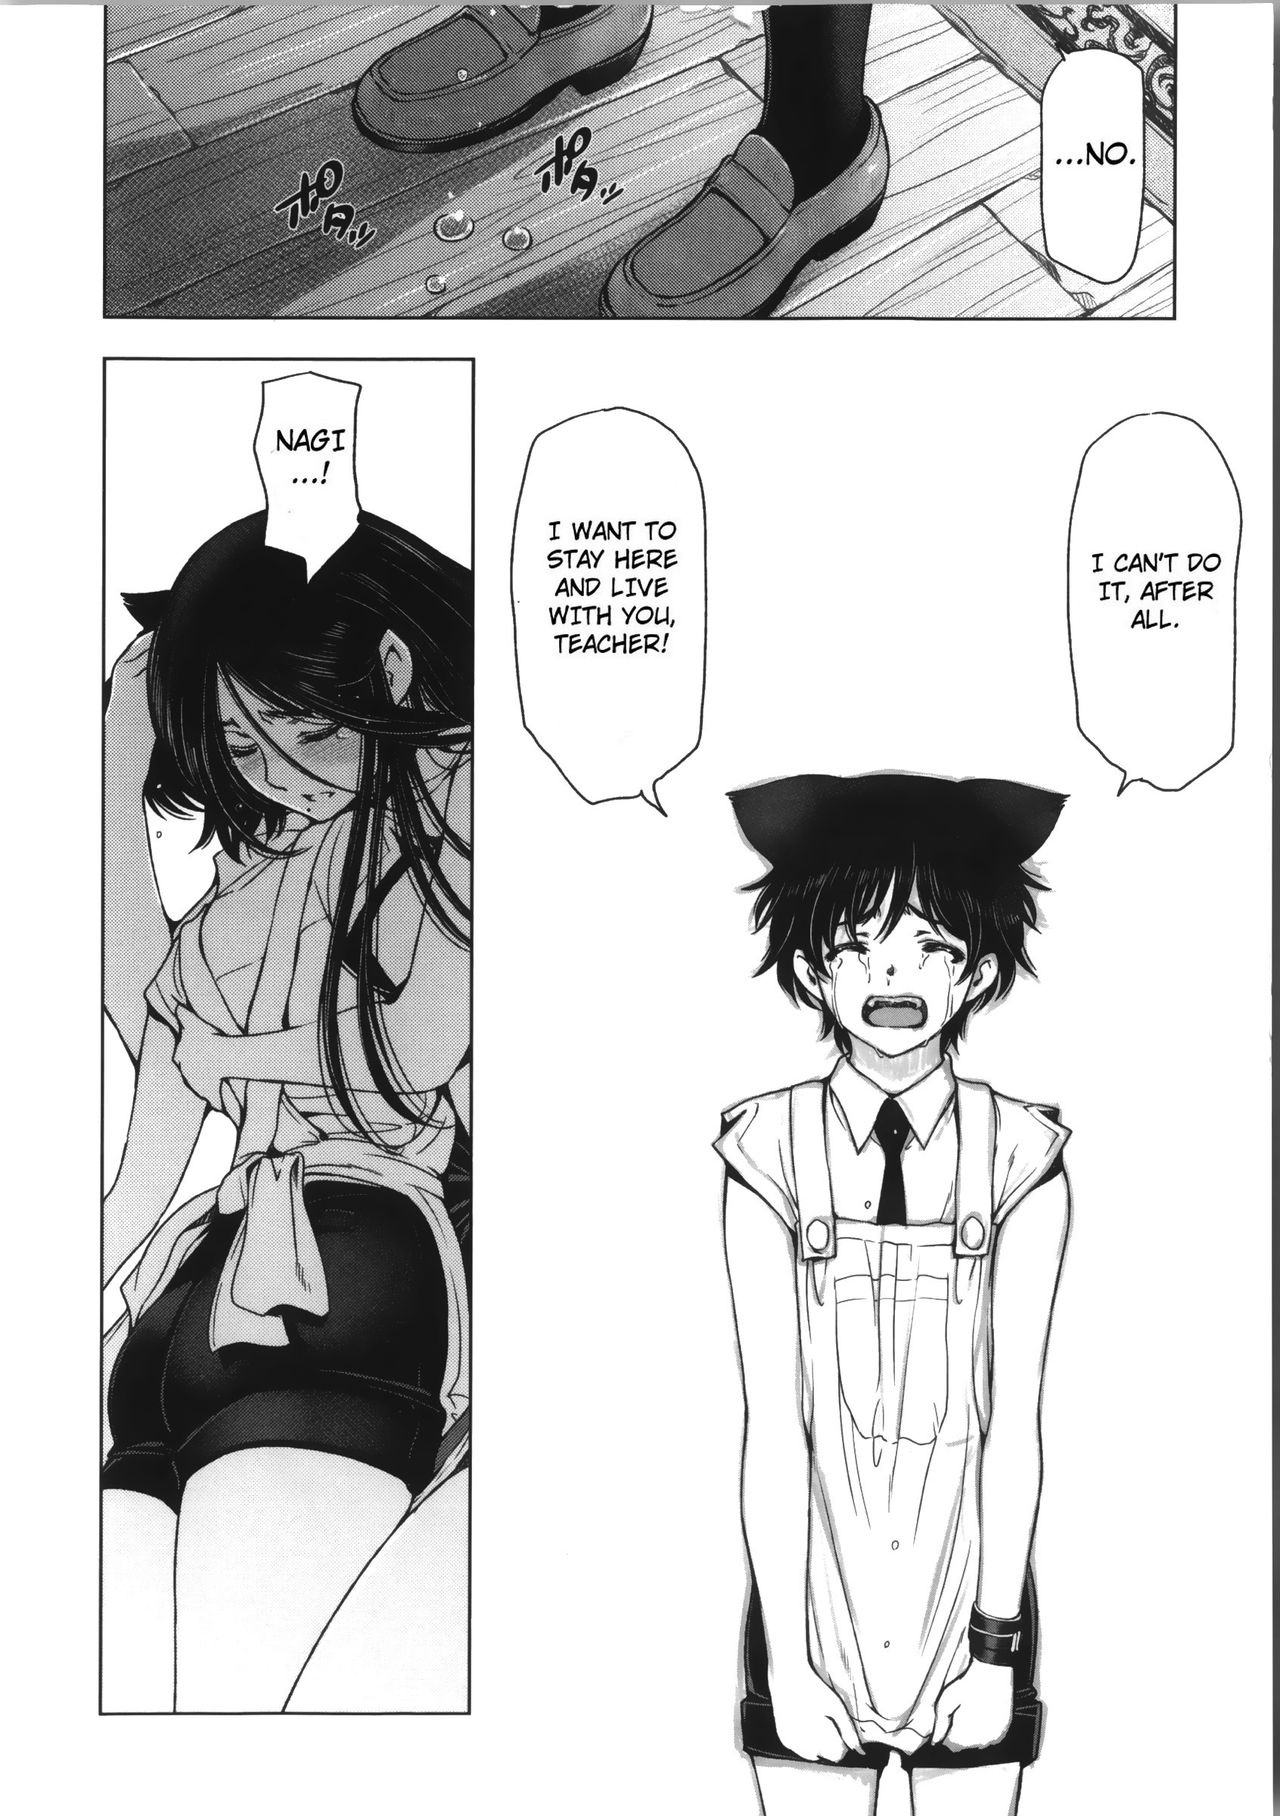 ...NO.
ポタッ
ポタッ
I CAN'T DO
IT, AFTER
ALL.
I WANT TO
STAY HERE
AND LIVE
WITH YOU,
TEACHER!
NAGI
...!